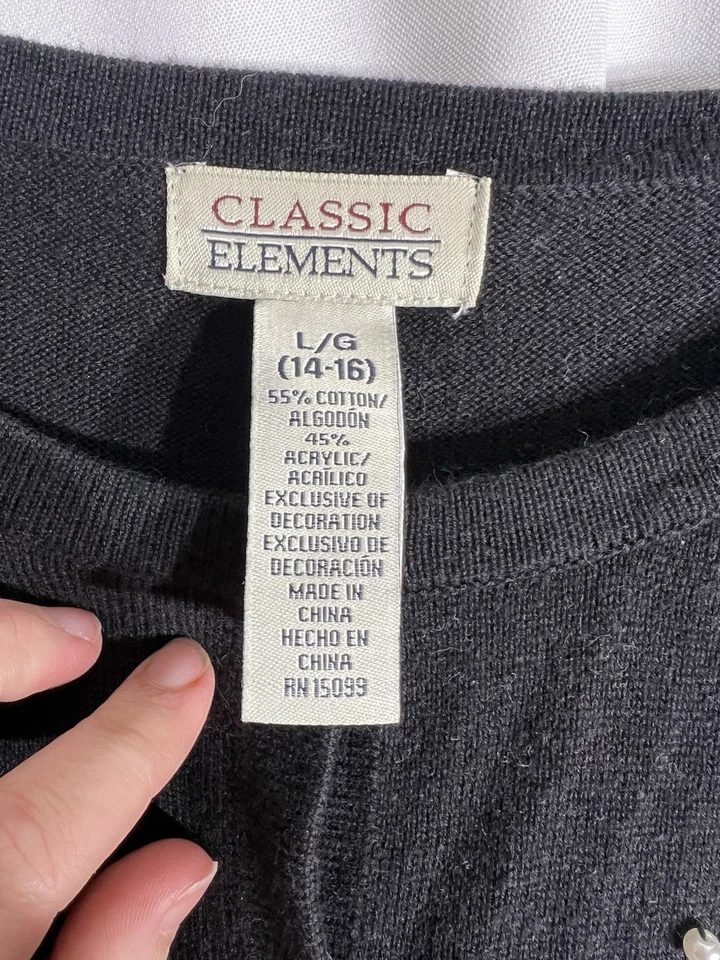 CLASSIC
ELEMENTS
L/G
(14-16)
55% COTTON/
ALGODÓN
45%
ACRYLIC/
ACRÍLICO
EXCLUSIVE OF
DECORATION
EXCLUSIVO DE
DECORACIÓN
MADE IN
CHINA
HECHO EN
CHINA
RN 15099